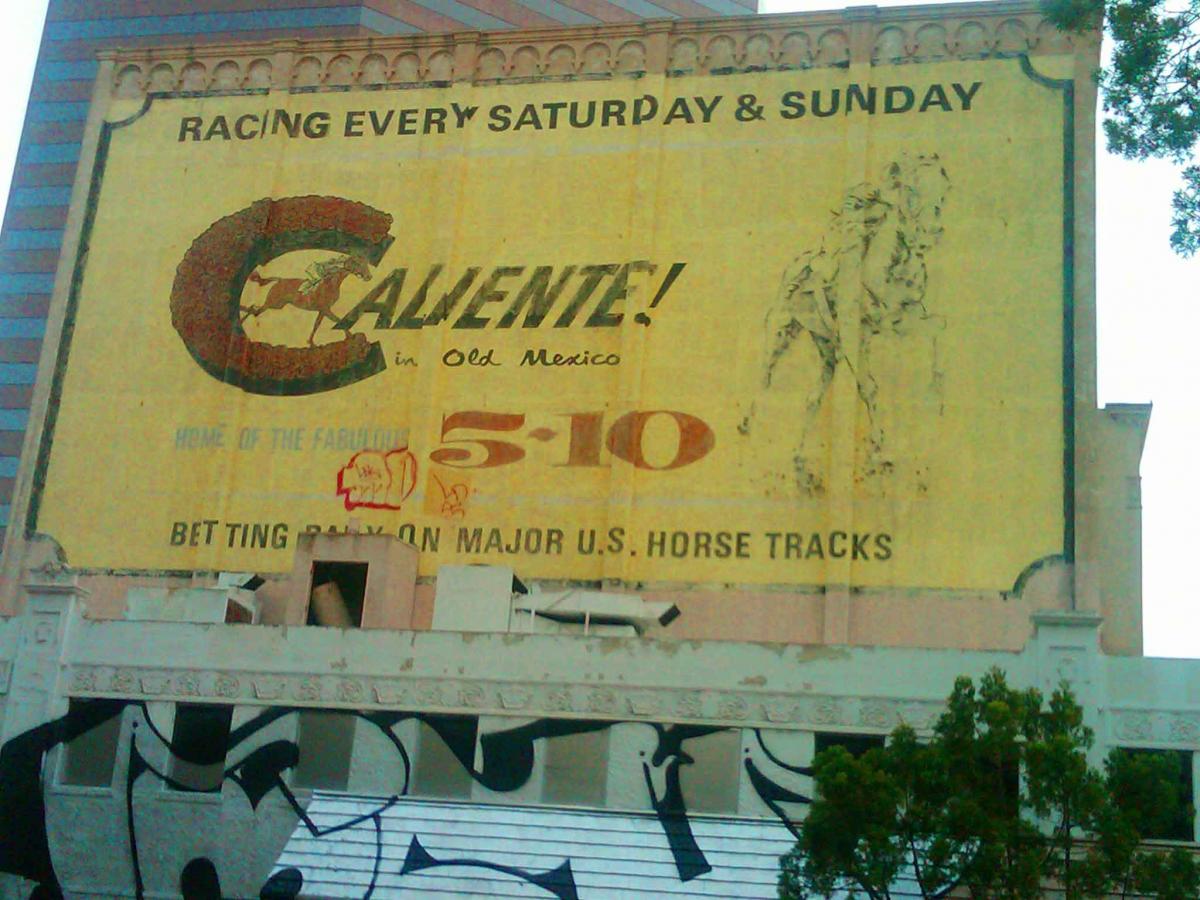 RACING EVERY SATURDAY & SUNDAY
CALIENTE!
in Old Mexico
HOME OF THE FABULOUS 5-10
BETTING DAILY ON MAJOR U.S. HORSE TRACKS